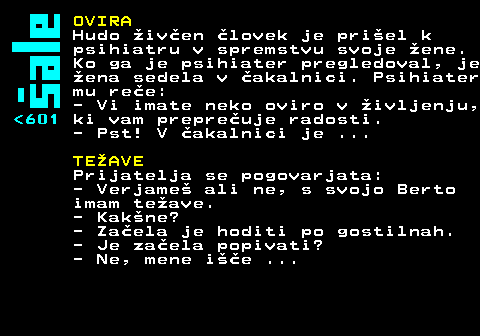 šale
<601
OVIRA
Hudo živčen človek je prišel k
psihiatru v spremstvu svoje žene.
Ko ga je psihiater pregledoval, je
žena sedela v čakalnici. Psihiater
mu reče:
- Vi imate neko oviro v življenju,
ki vam preprečuje radosti.
- Pst! V čakalnici je ...
TEŽAVE
Prijatelja se pogovarjata:
- Verjameš ali ne, s svojo Berto
imam težave.
- Kakšne?
- Začela je hoditi po gostilnah.
- Je začela popivati?
- Ne, mene išče ...